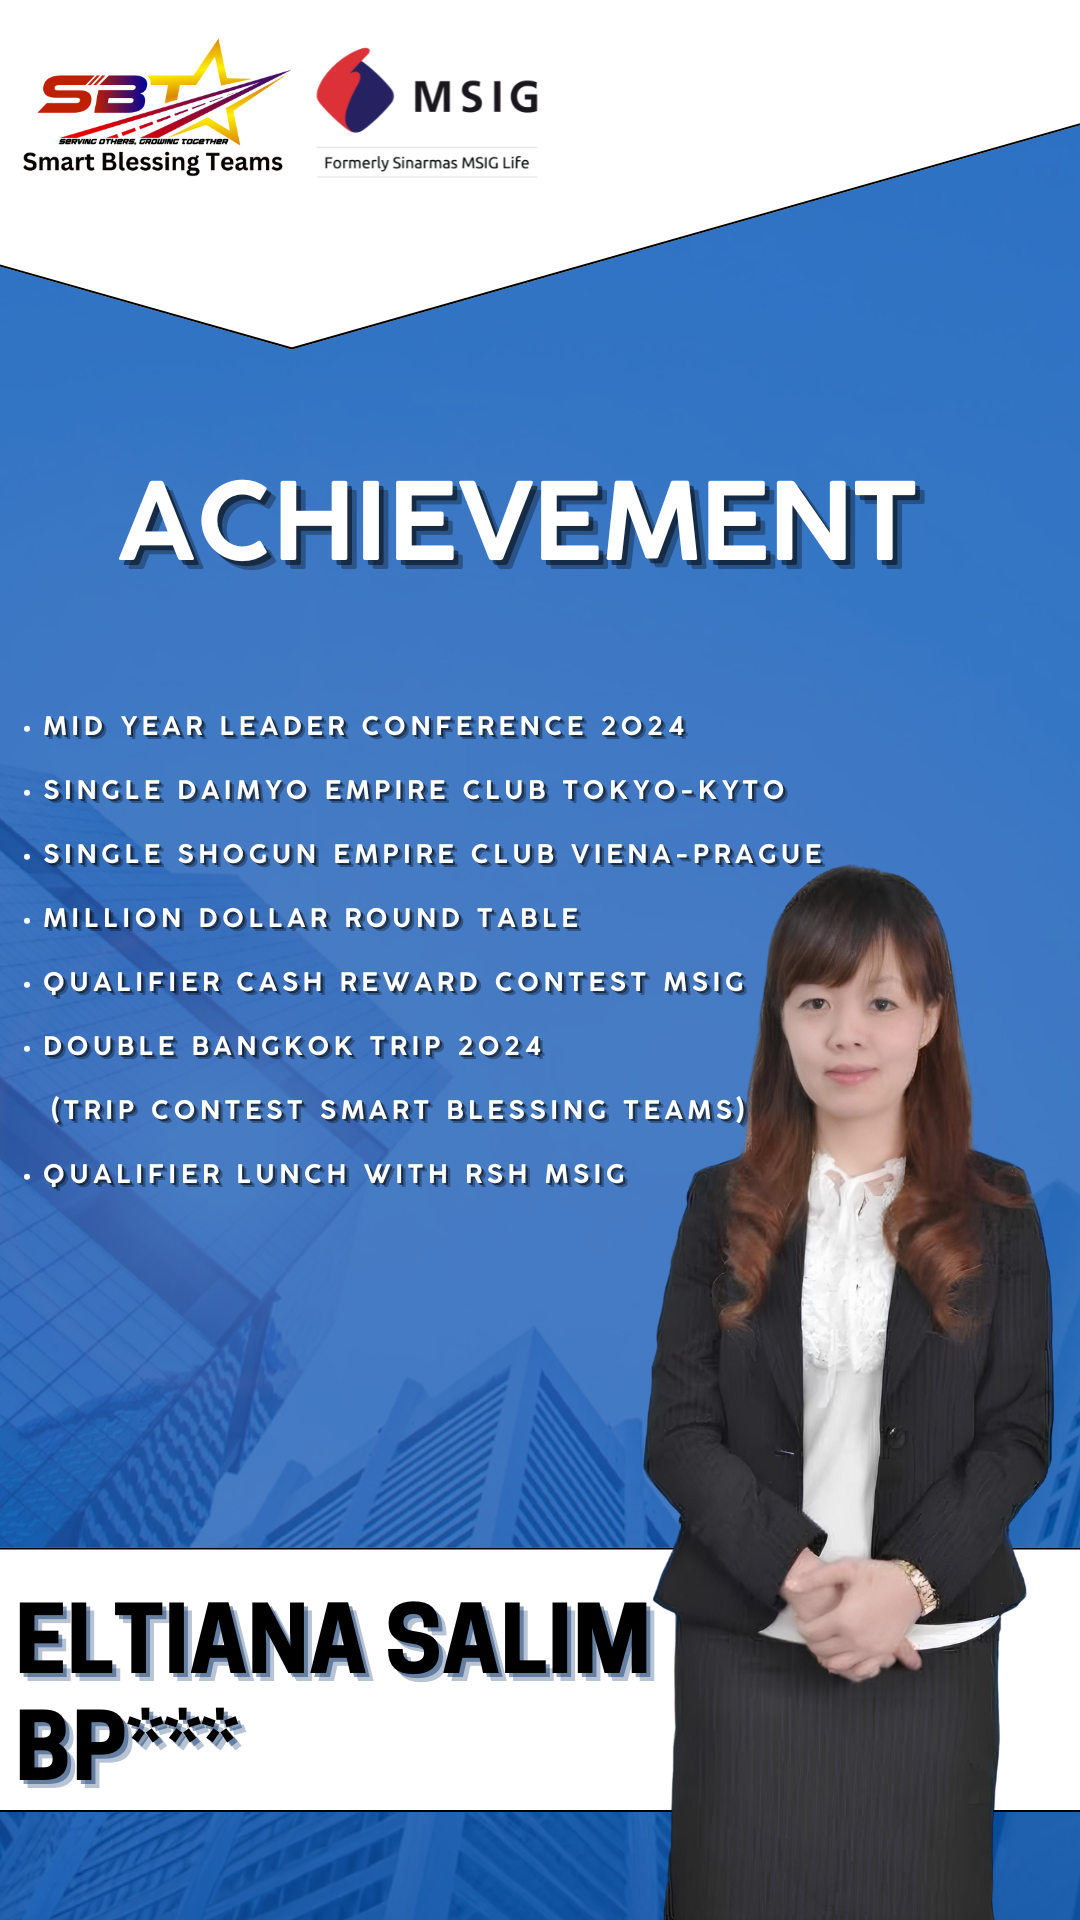 SBT
SERVING OTHERS, GROWING TOGETHER
Smart Blessing Teams
MSIG
Formerly Sinarmas MSIG Life
ACHIEVEMENT
• MID YEAR LEADER CONFERENCE 2024
• SINGLE DAIMYO EMPIRE CLUB TOKYO-KYTO
• SINGLE SHOGUN EMPIRE CLUB VIENA-PRAGUE
• MILLION DOLLAR ROUND TABLE
• QUALIFIER CASH REWARD CONTEST MSIG
• DOUBLE BANGKOK TRIP 2024
(TRIP CONTEST SMART BLESSING TEAMS)
• QUALIFIER LUNCH WITH RSH MSIG
ELTIANA SALIM
BP***